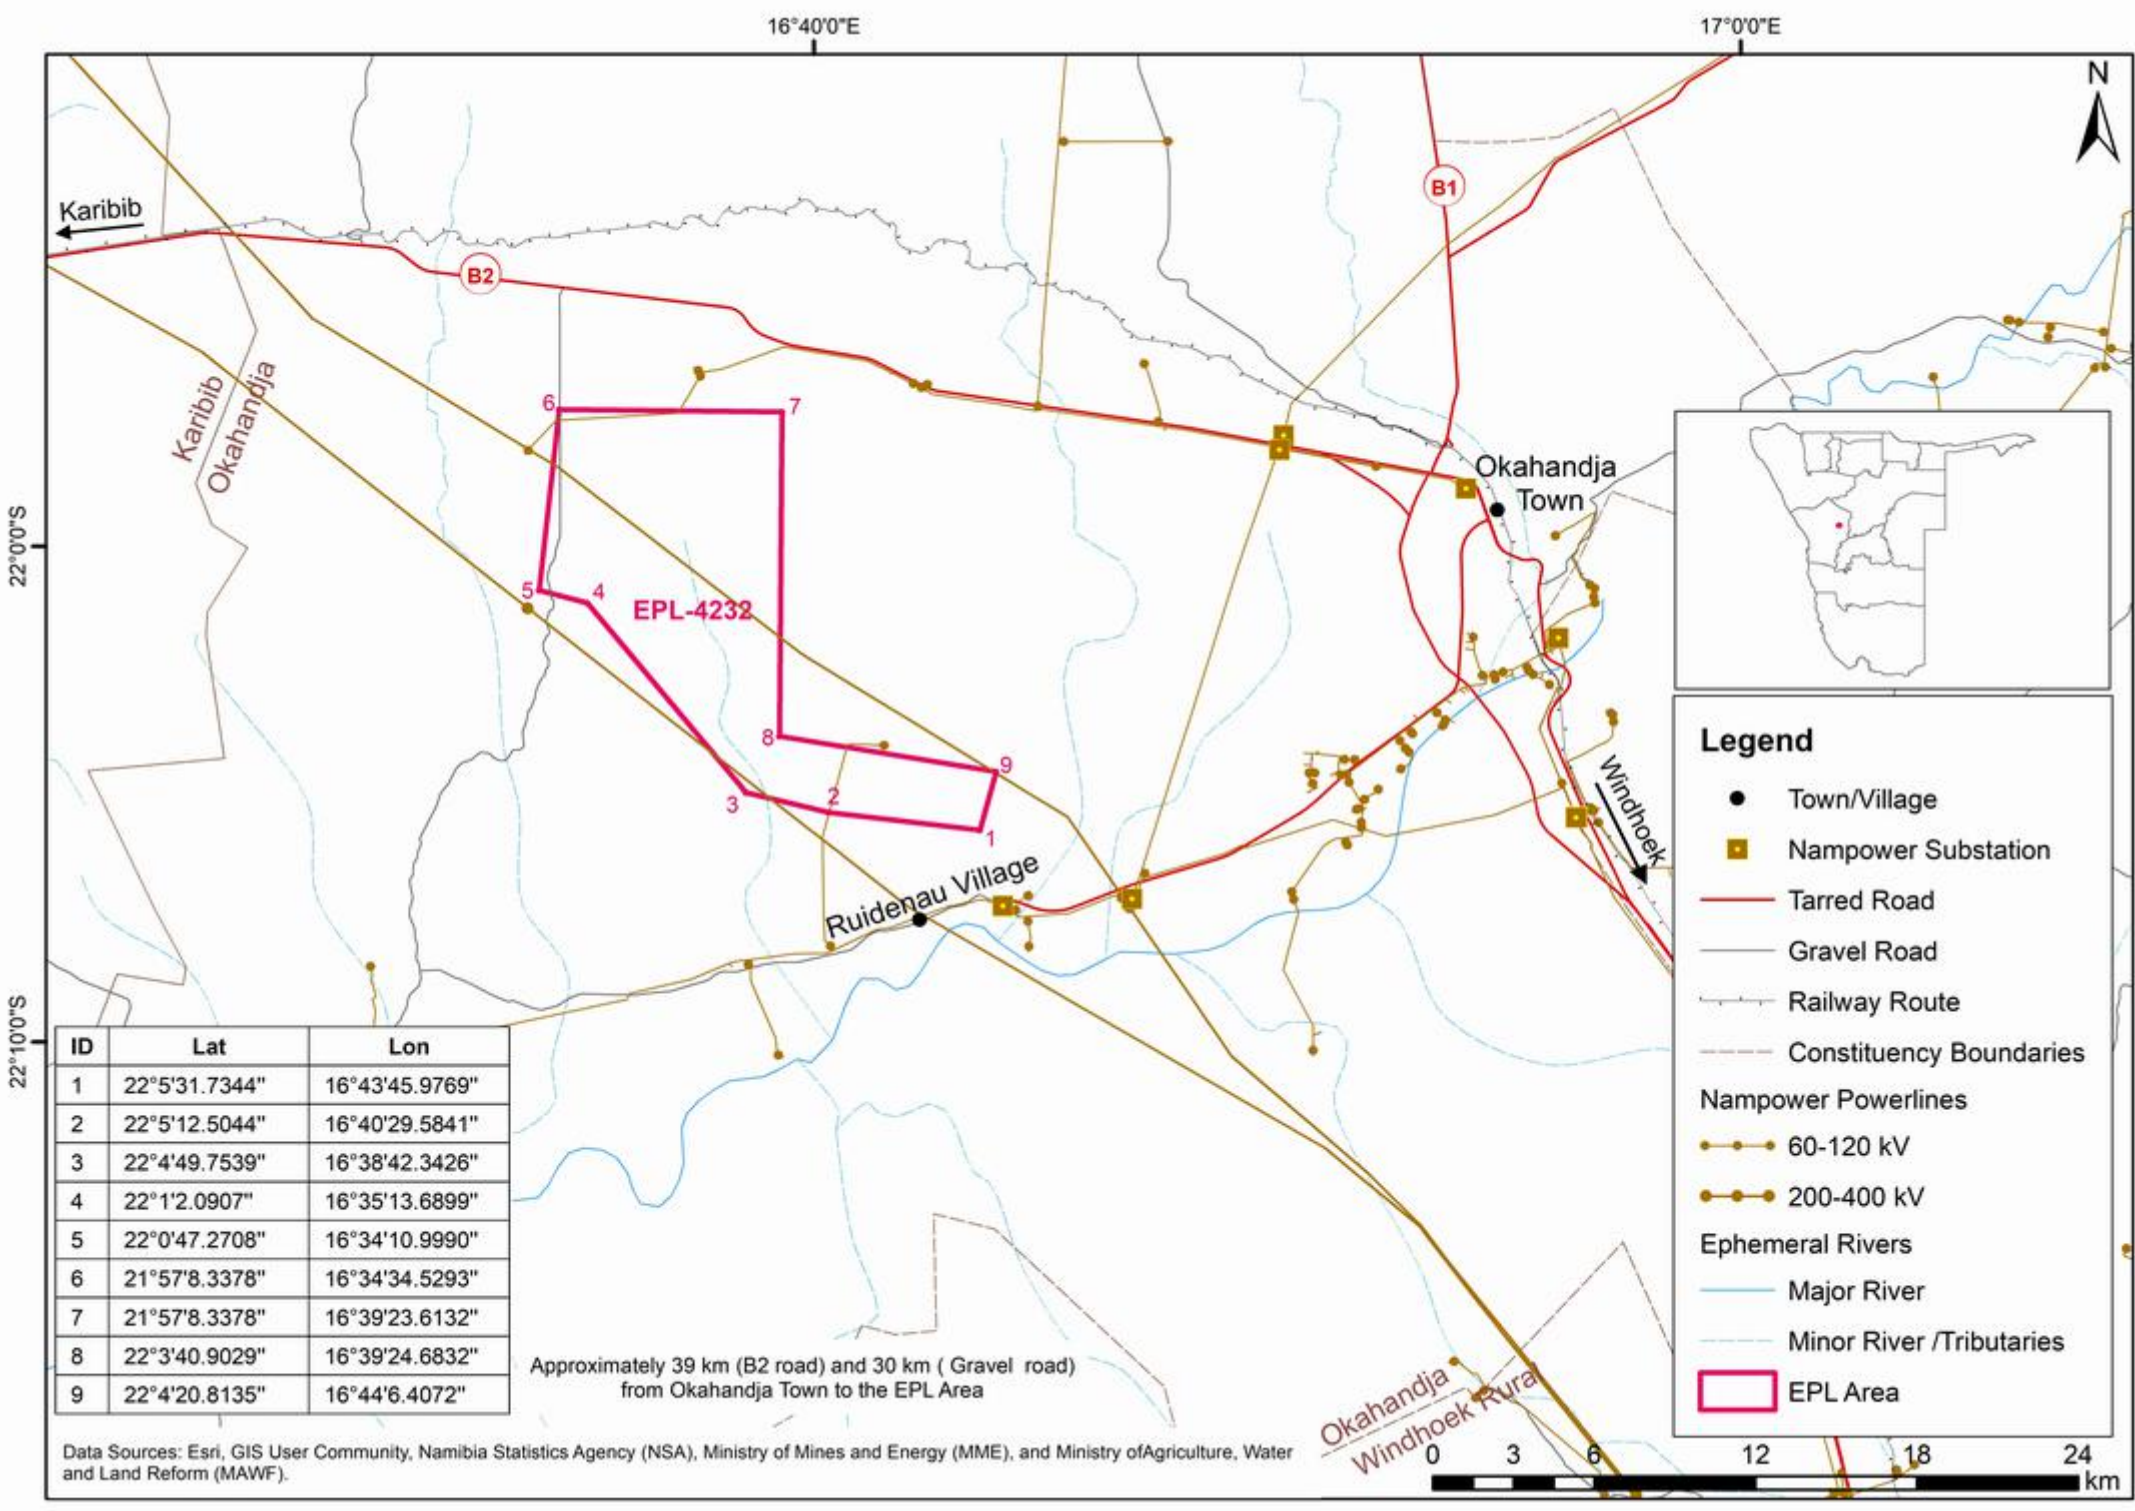 16°40'0"E
17°0'0"E
N
Karibib
B1
B2
Karibib
Okahandja
6
7
Okahandja
Town
22°0'0"S
5
4
EPL-4232
8
9
3
2
1
Windhoek
Ruidenau Village
22°10'0"S
Legend
Town/Village
Nampower Substation
Tarred Road
Gravel Road
Railway Route
Constituency Boundaries
Nampower Powerlines
60-120 kV
200-400 kV
Ephemeral Rivers
Major River
Minor River /Tributaries
EPL Area
ID Lat Lon
1 22°5'31.7344" 16°43'45.9769"
2 22°5'12.5044" 16°40'29.5841"
3 22°4'49.7539" 16°38'42.3426"
4 22°1'2.0907" 16°35'13.6899"
5 22°0'47.2708" 16°34'10.9990"
6 21°57'8.3378" 16°34'34.5293"
7 21°57'8.3378" 16°39'23.6132"
8 22°3'40.9029" 16°39'24.6832"
9 22°4'20.8135" 16°44'6.4072"
Approximately 39 km (B2 road) and 30 km ( Gravel road)
from Okahandja Town to the EPL Area
Okahandja
Windhoek Rural
Data Sources: Esri, GIS User Community, Namibia Statistics Agency (NSA), Ministry of Mines and Energy (MME), and Ministry ofAgriculture, Water
and Land Reform (MAWF).
0 3 6 12 18 24
km